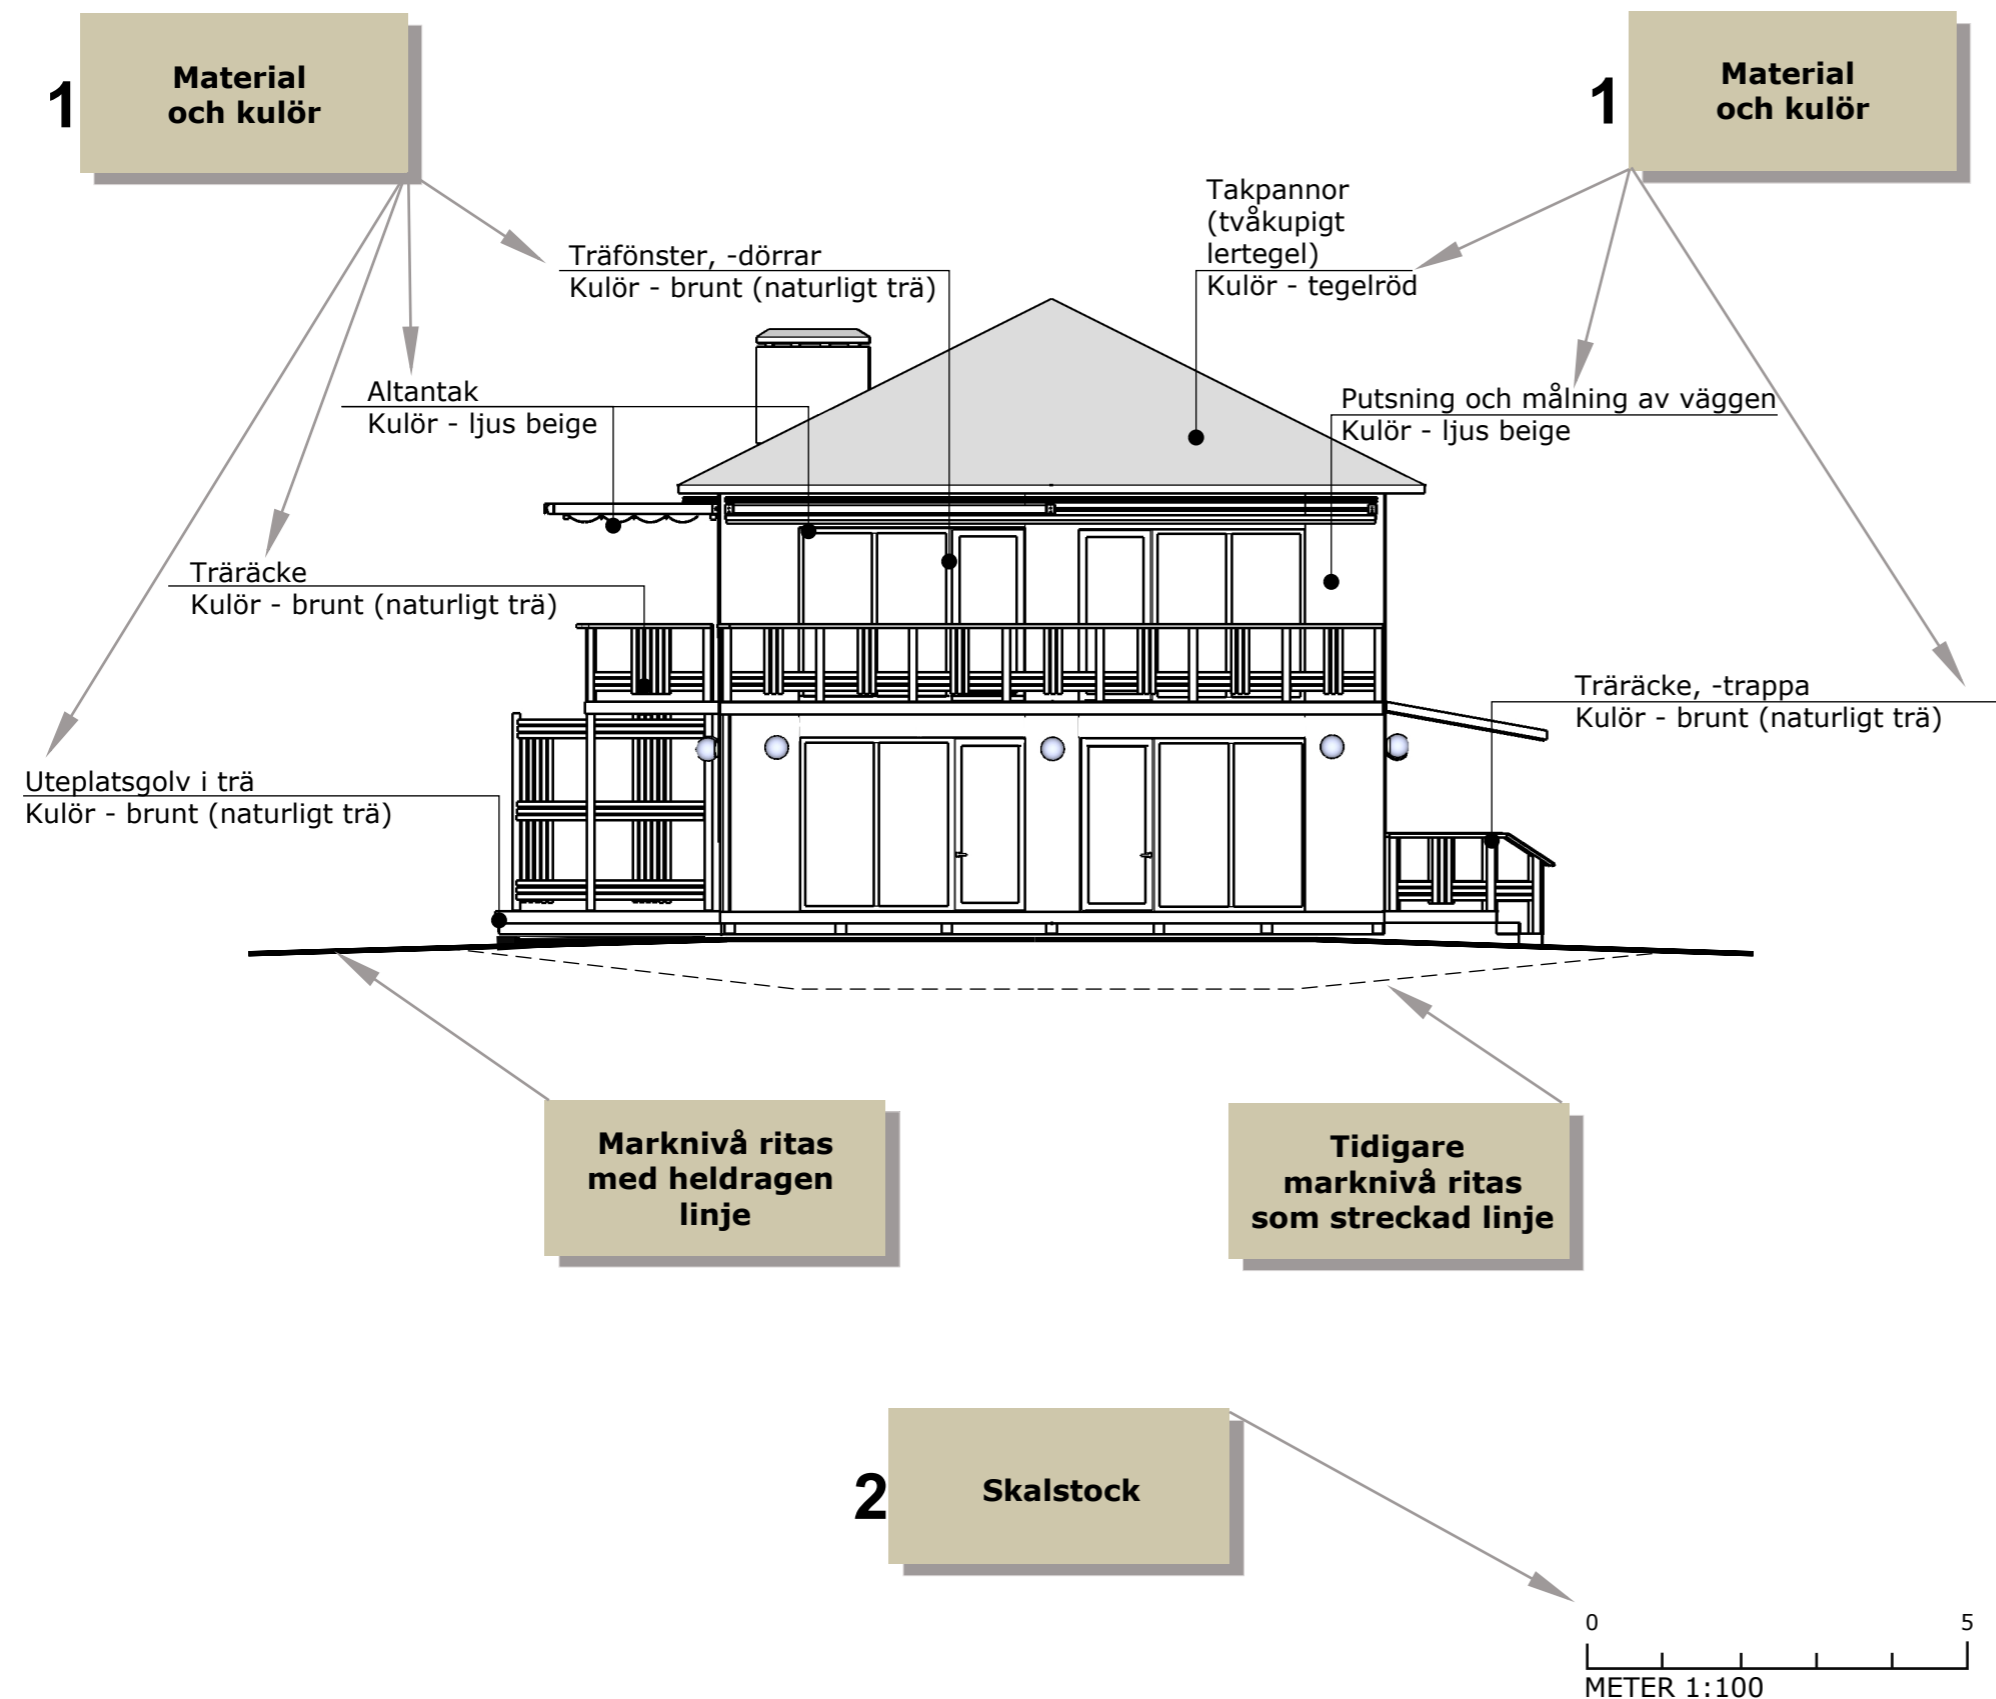 1
Material
och kulör
1
Material
och kulör
Takpannor
(tvåkupigt
lertegel)
Kulör - tegelröd
Träfönster, -dörrar
Kulör - brunt (naturligt trä)
Altantak
Kulör - ljus beige
Putsning och målning av väggen
Kulör - ljus beige
Träräcke
Kulör - brunt (naturligt trä)
Träräcke, -trappa
Kulör - brunt (naturligt trä)
Uteplatsgolv i trä
Kulör - brunt (naturligt trä)
Marknivå ritas
med heldragen
linje
Tidigare
marknivå ritas
som streckad linje
2
Skalstock
0 5
METER 1:100